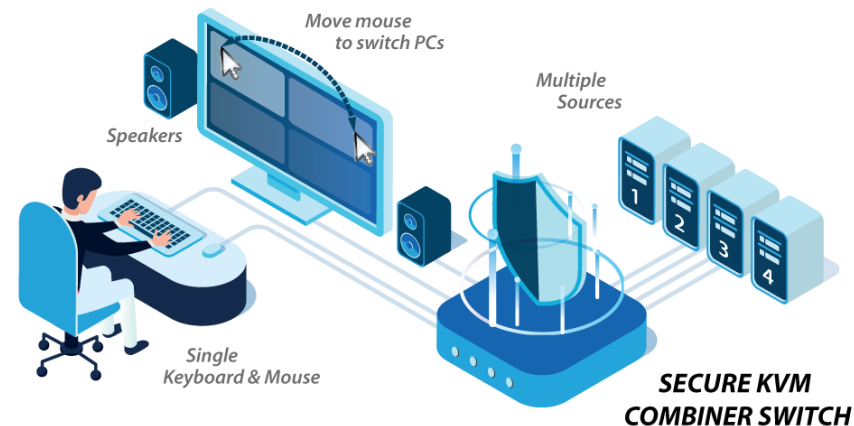 Move mouse
to switch PCs
Speakers
Multiple
Sources
1
2
3
4
Single
Keyboard & Mouse
SECURE KVM
COMBINER SWITCH